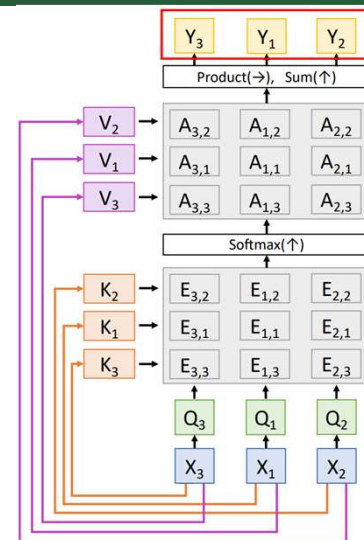 Y₃ Y₁ Y₂
Product(→), Sum(↑)
V₂ A₃,₂ A₁,₂ A₂,₂
V₁ A₃,₁ A₁,₁ A₂,₁
V₃ A₃,₃ A₁,₃ A₂,₃
Softmax(↑)
K₂ E₃,₂ E₁,₂ E₂,₂
K₁ E₃,₁ E₁,₁ E₂,₁
K₃ E₃,₃ E₁,₃ E₂,₃
Q₃ Q₁ Q₂
X₃ X₁ X₂